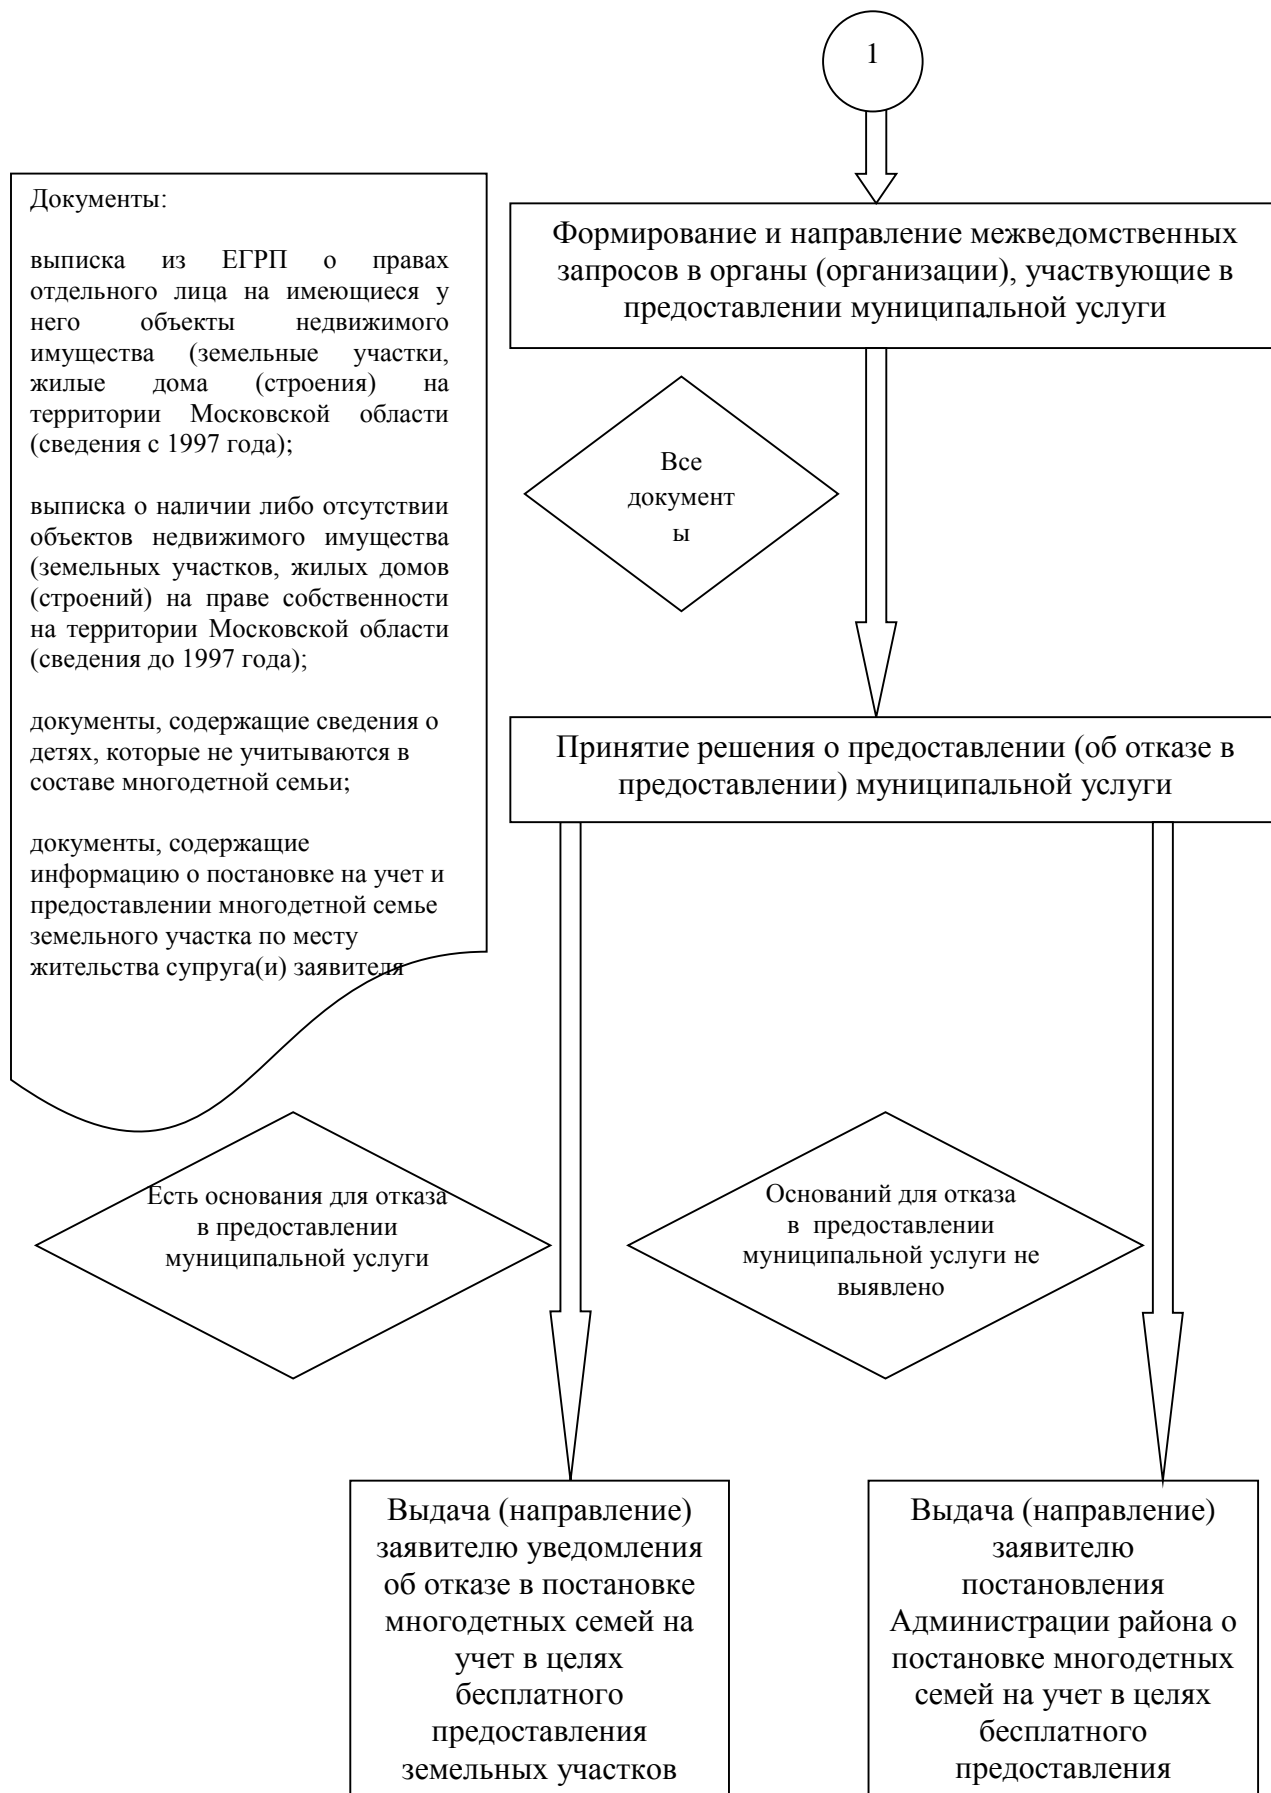 1
Документы:
выписка из ЕГРП о правах
отдельного лица на имеющиеся у
него объекты недвижимого
имущества (земельные участки,
жилые дома (строения) на
территории Московской области
(сведения с 1997 года);
выписка о наличии либо отсутствии
объектов недвижимого имущества
(земельных участков, жилых домов
(строений) на праве собственности
на территории Московской области
(сведения до 1997 года);
документы, содержащие сведения о
детях, которые не учитываются в
составе многодетной семьи;
документы, содержащие
информацию о постановке на учет и
предоставлении многодетной семье
земельного участка по месту
жительства супруга(и) заявителя
Формирование и направление межведомственных
запросов в органы (организации), участвующие в
предоставлении муниципальной услуги
Все
документ
ы
Принятие решения о предоставлении (об отказе в
предоставлении) муниципальной услуги
Есть основания для отказа
в предоставлении
муниципальной услуги
Оснований для отказа
в предоставлении
муниципальной услуги не
выявлено
Выдача (направление)
заявителю уведомления
об отказе в постановке
многодетных семей на
учет в целях
бесплатного
предоставления
земельных участков
Выдача (направление)
заявителю
постановления
Администрации района о
постановке многодетных
семей на учет в целях
бесплатного
предоставления